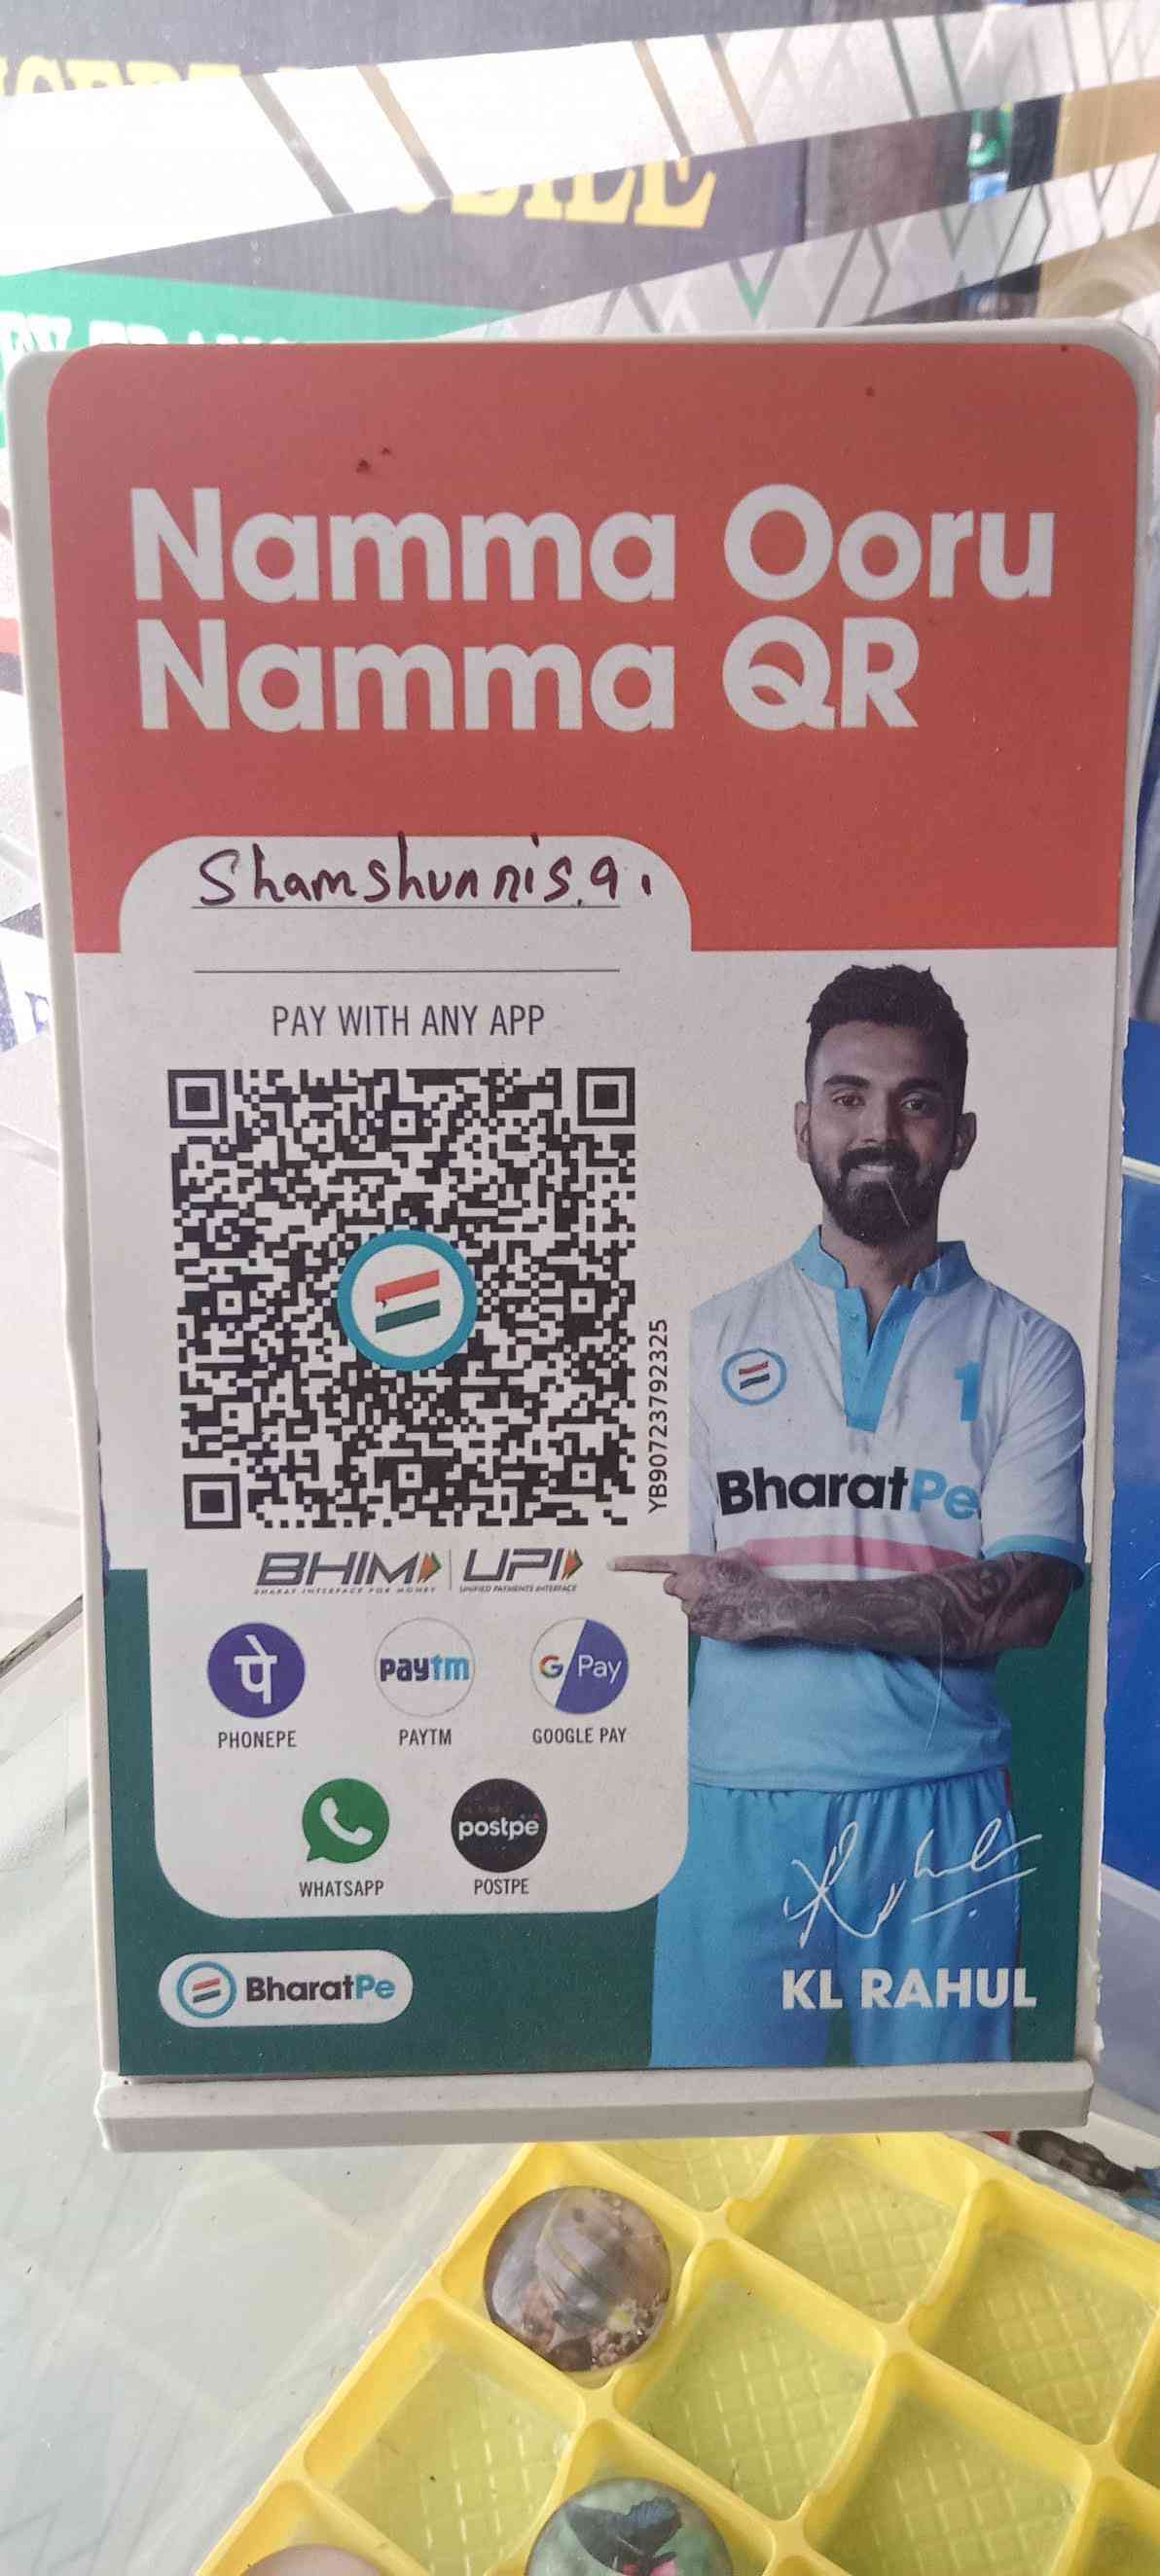 Namma Ooru
Namma QR
Shamshunnisa.
PAY WITH ANY APP
YB90723792325
BHIM UPI
BHARAT INTERFACE FOR MONEY UNIFIED PAYMENTS INTERFACE
1
BharatPe
पे
paytm
G Pay
PHONEPE
PAYTM
GOOGLE PAY
postpe
WHATSAPP
POSTPE
Rahul
KL RAHUL
BharatPe